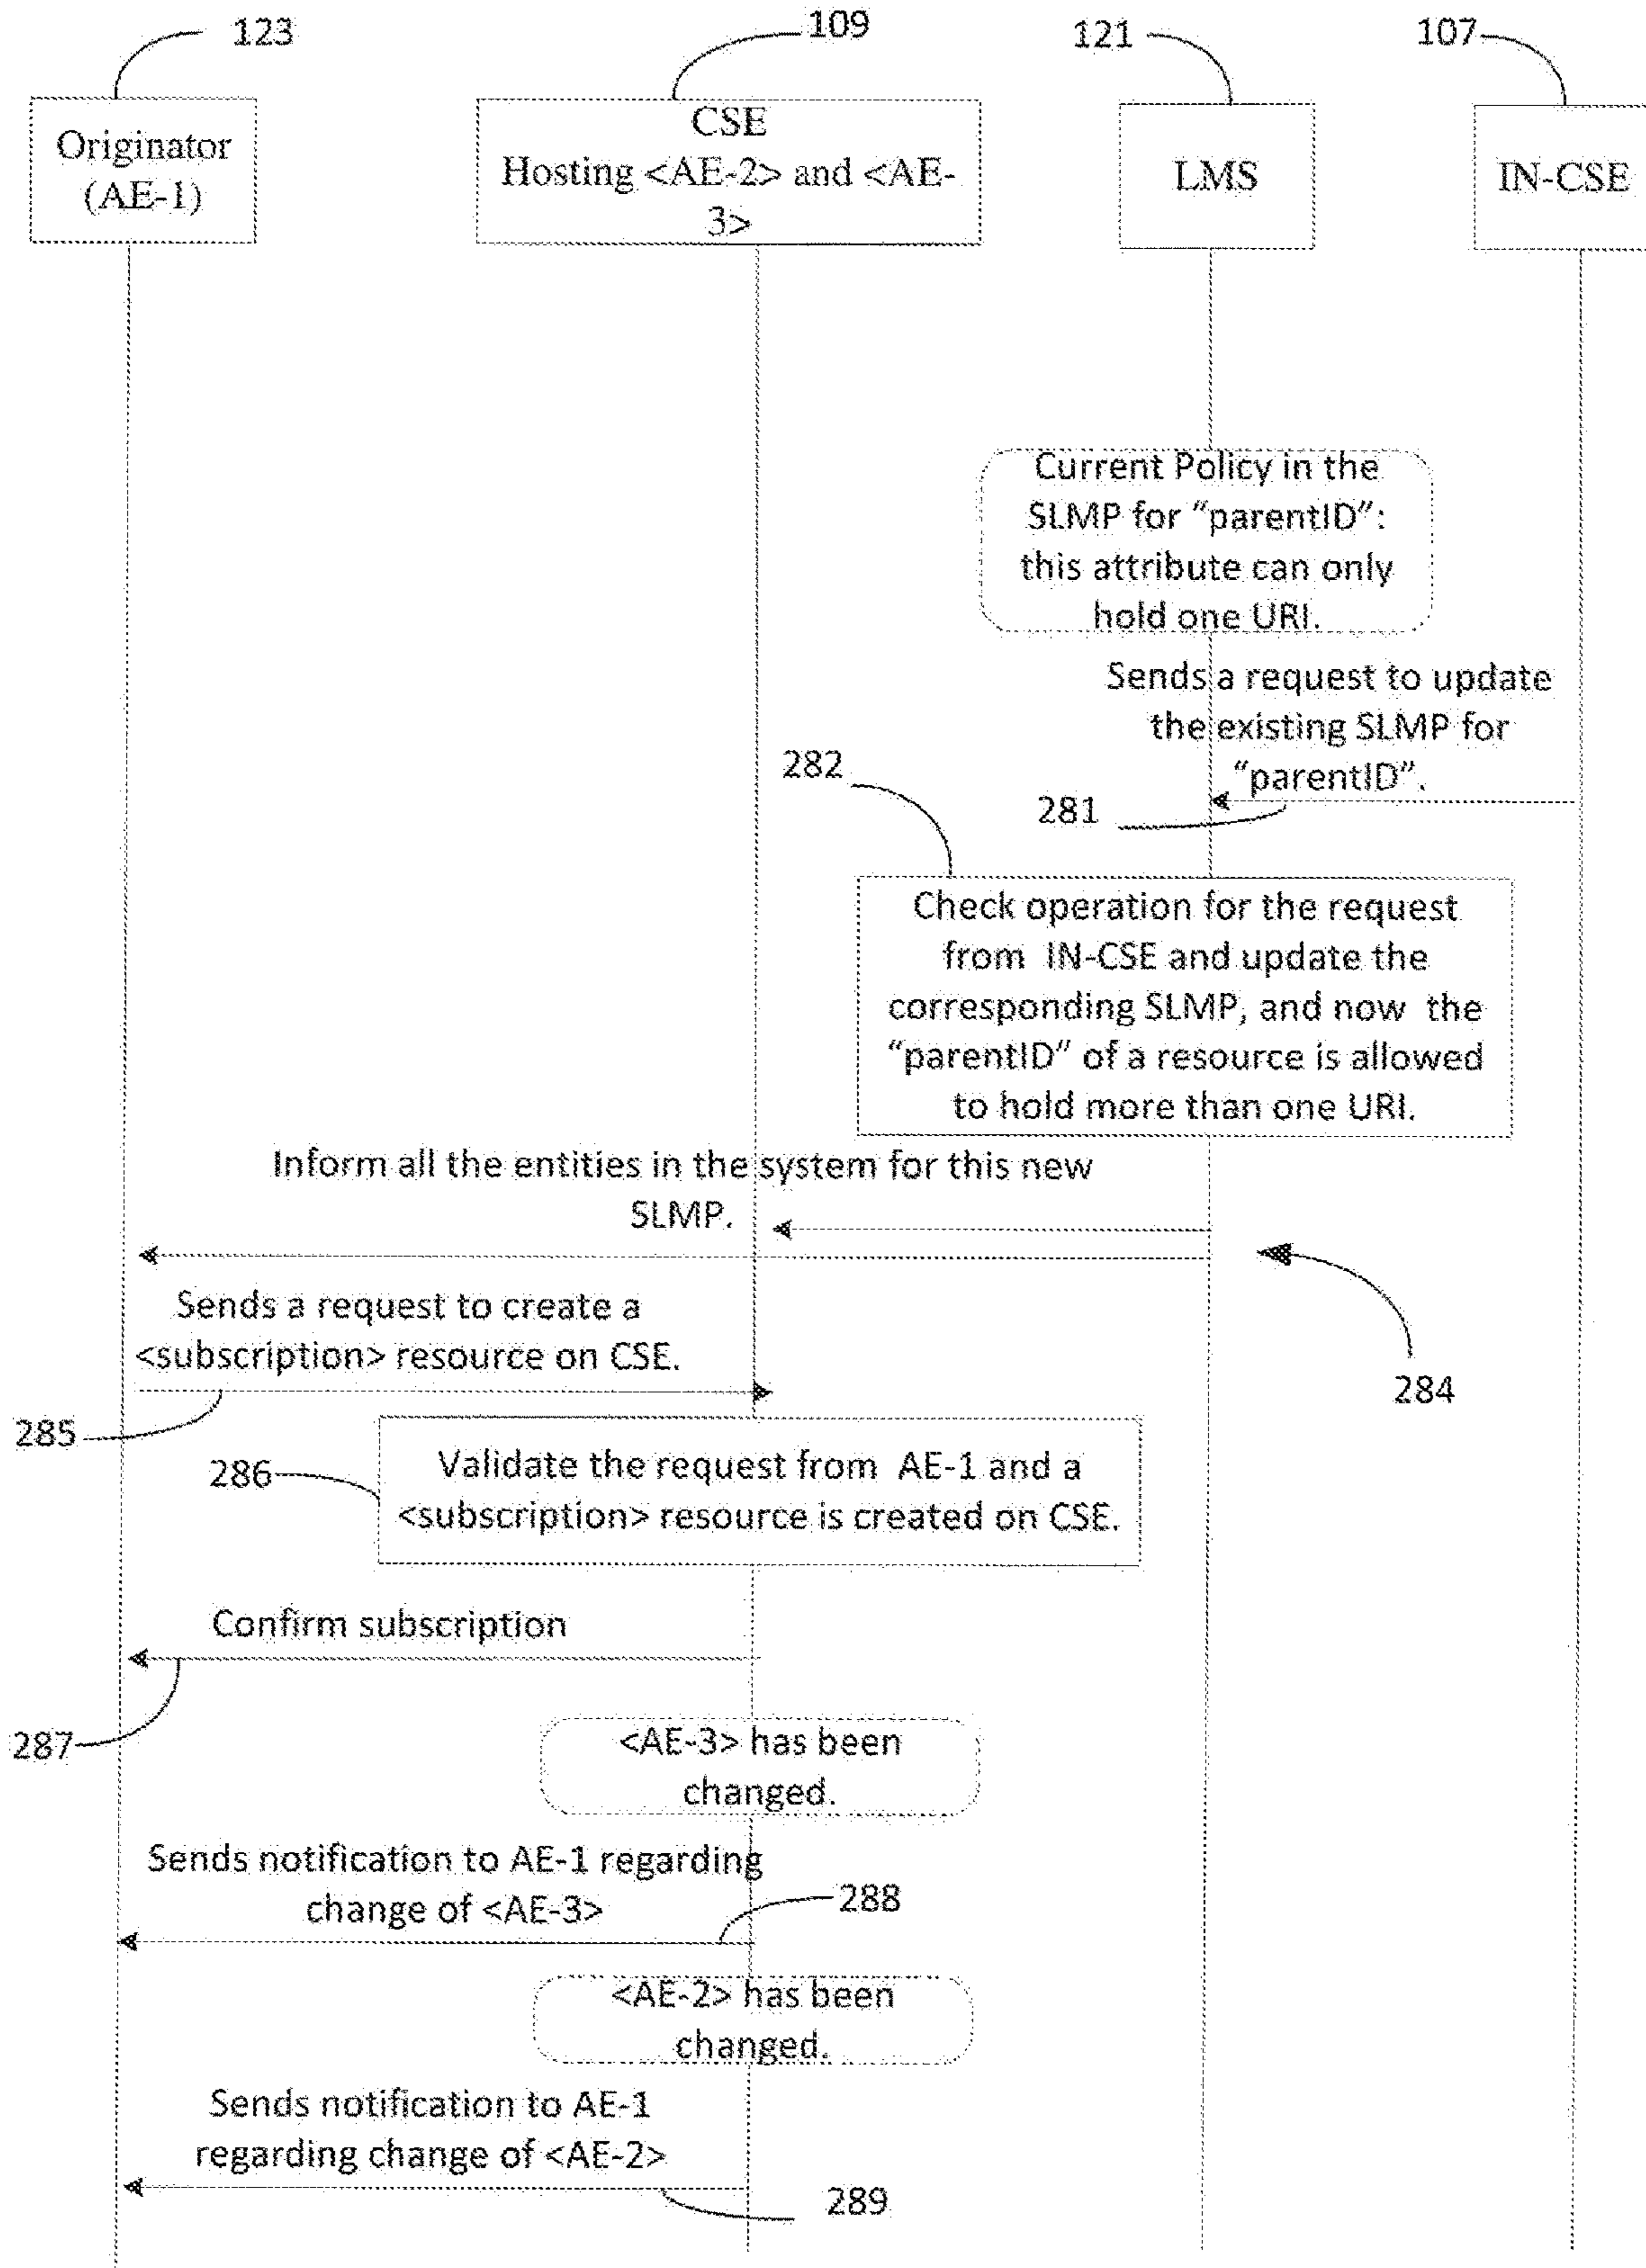 123
109
121
107
Originator
(AE-1)
CSE
Hosting <AE-2> and <AE-
3>
LMS
IN-CSE
Current Policy in the
SLMP for “parentID”:
this attribute can only
hold one URI.
Sends a request to update
the existing SLMP for
“parentID”.
282
281
Check operation for the request
from IN-CSE and update the
corresponding SLMP, and now the
“parentID” of a resource is allowed
to hold more than one URI.
Inform all the entities in the system for this new
SLMP.
284
Sends a request to create a
<subscription> resource on CSE.
285
286
Validate the request from AE-1 and a
<subscription> resource is created on CSE.
Confirm subscription
287
<AE-3> has been
changed.
Sends notification to AE-1 regarding
change of <AE-3>
288
<AE-2> has been
changed.
Sends notification to AE-1
regarding change of <AE-2>
289